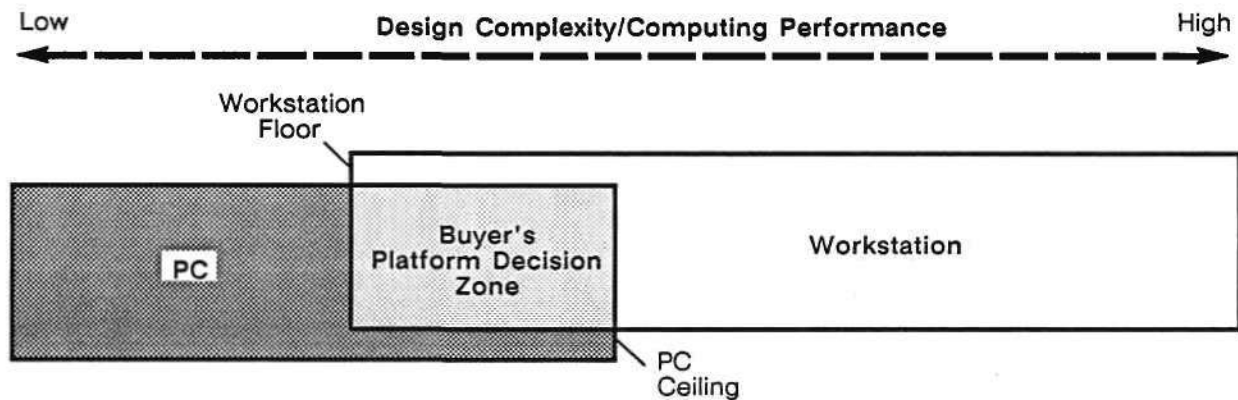 Low
Design Complexity/Computing Performance
High
Workstation
Floor
Buyer's
Platform Decision
Zone
PC
Workstation
PC
Ceiling